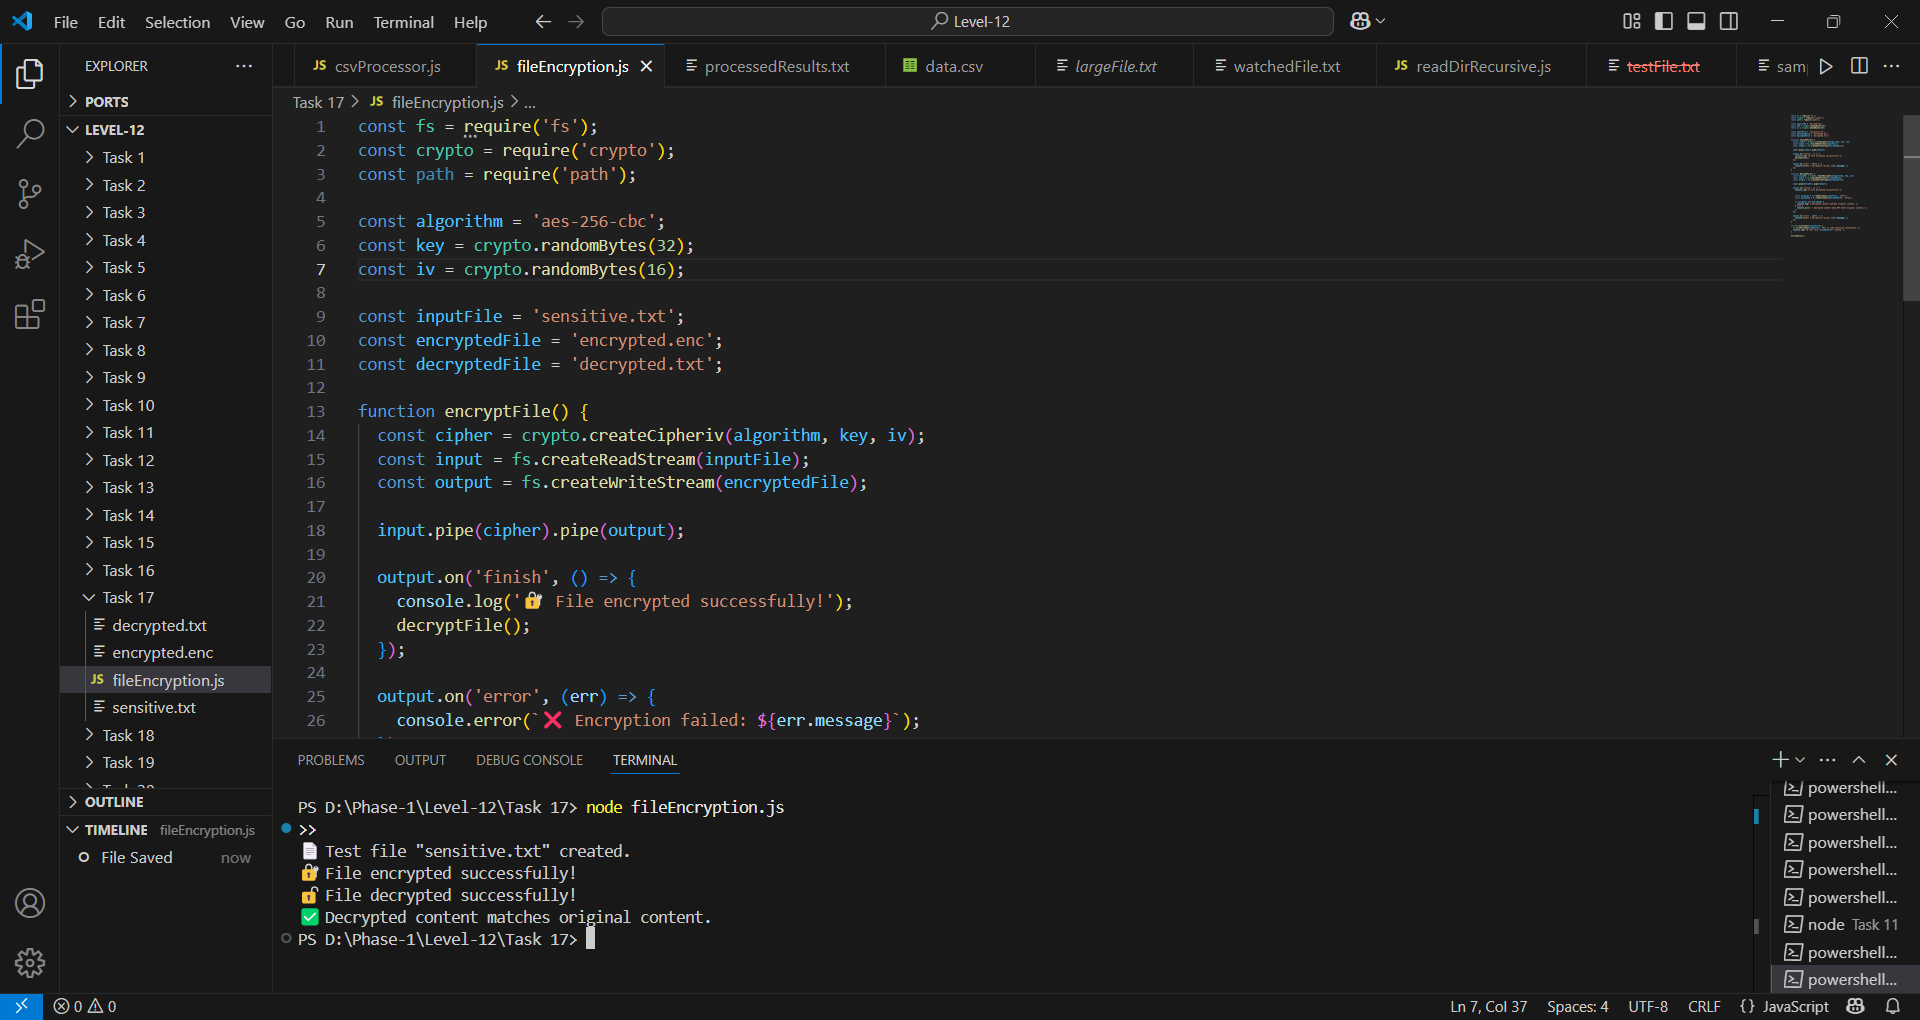 File Edit Selection View Go Run Terminal Help
Level-12
EXPLORER
PORTS
LEVEL-12
Task 1
Task 2
Task 3
Task 4
Task 5
Task 6
Task 7
Task 8
Task 9
Task 10
Task 11
Task 12
Task 13
Task 14
Task 15
Task 16
Task 17
decrypted.txt
encrypted.enc
JS fileEncryption.js
sensitive.txt
Task 18
Task 19
OUTLINE
TIMELINE fileEncryption.js
File Saved now
JS csvProcessor.js
JS fileEncryption.js
processedResults.txt
data.csv
largeFile.txt
watchedFile.txt
JS readDirRecursive.js
testFile.txt
sam
Task 17 > JS fileEncryption.js > ...
1 const fs = require('fs');
2 const crypto = require('crypto');
3 const path = require('path');
4
5 const algorithm = 'aes-256-cbc';
6 const key = crypto.randomBytes(32);
7 const iv = crypto.randomBytes(16);
8
9 const inputFile = 'sensitive.txt';
10 const encryptedFile = 'encrypted.enc';
11 const decryptedFile = 'decrypted.txt';
12
13 function encryptFile() {
14 const cipher = crypto.createCipheriv(algorithm, key, iv);
15 const input = fs.createReadStream(inputFile);
16 const output = fs.createWriteStream(encryptedFile);
17
18 input.pipe(cipher).pipe(output);
19
20 output.on('finish', () => {
21 console.log('🔐 File encrypted successfully!');
22 decryptFile();
23 });
24
25 output.on('error', (err) => {
26 console.error(`❌ Encryption failed: ${err.message}`);
PROBLEMS OUTPUT DEBUG CONSOLE TERMINAL
PS D:\Phase-1\Level-12\Task 17> node fileEncryption.js
>>
📄 Test file "sensitive.txt" created.
🔐 File encrypted successfully!
🔓 File decrypted successfully!
✅ Decrypted content matches original content.
PS D:\Phase-1\Level-12\Task 17>
powershell...
powershell...
powershell...
powershell...
powershell...
node Task 11
powershell...
powershell...
0 0
Ln 7, Col 37 Spaces: 4 UTF-8 CRLF {} JavaScript